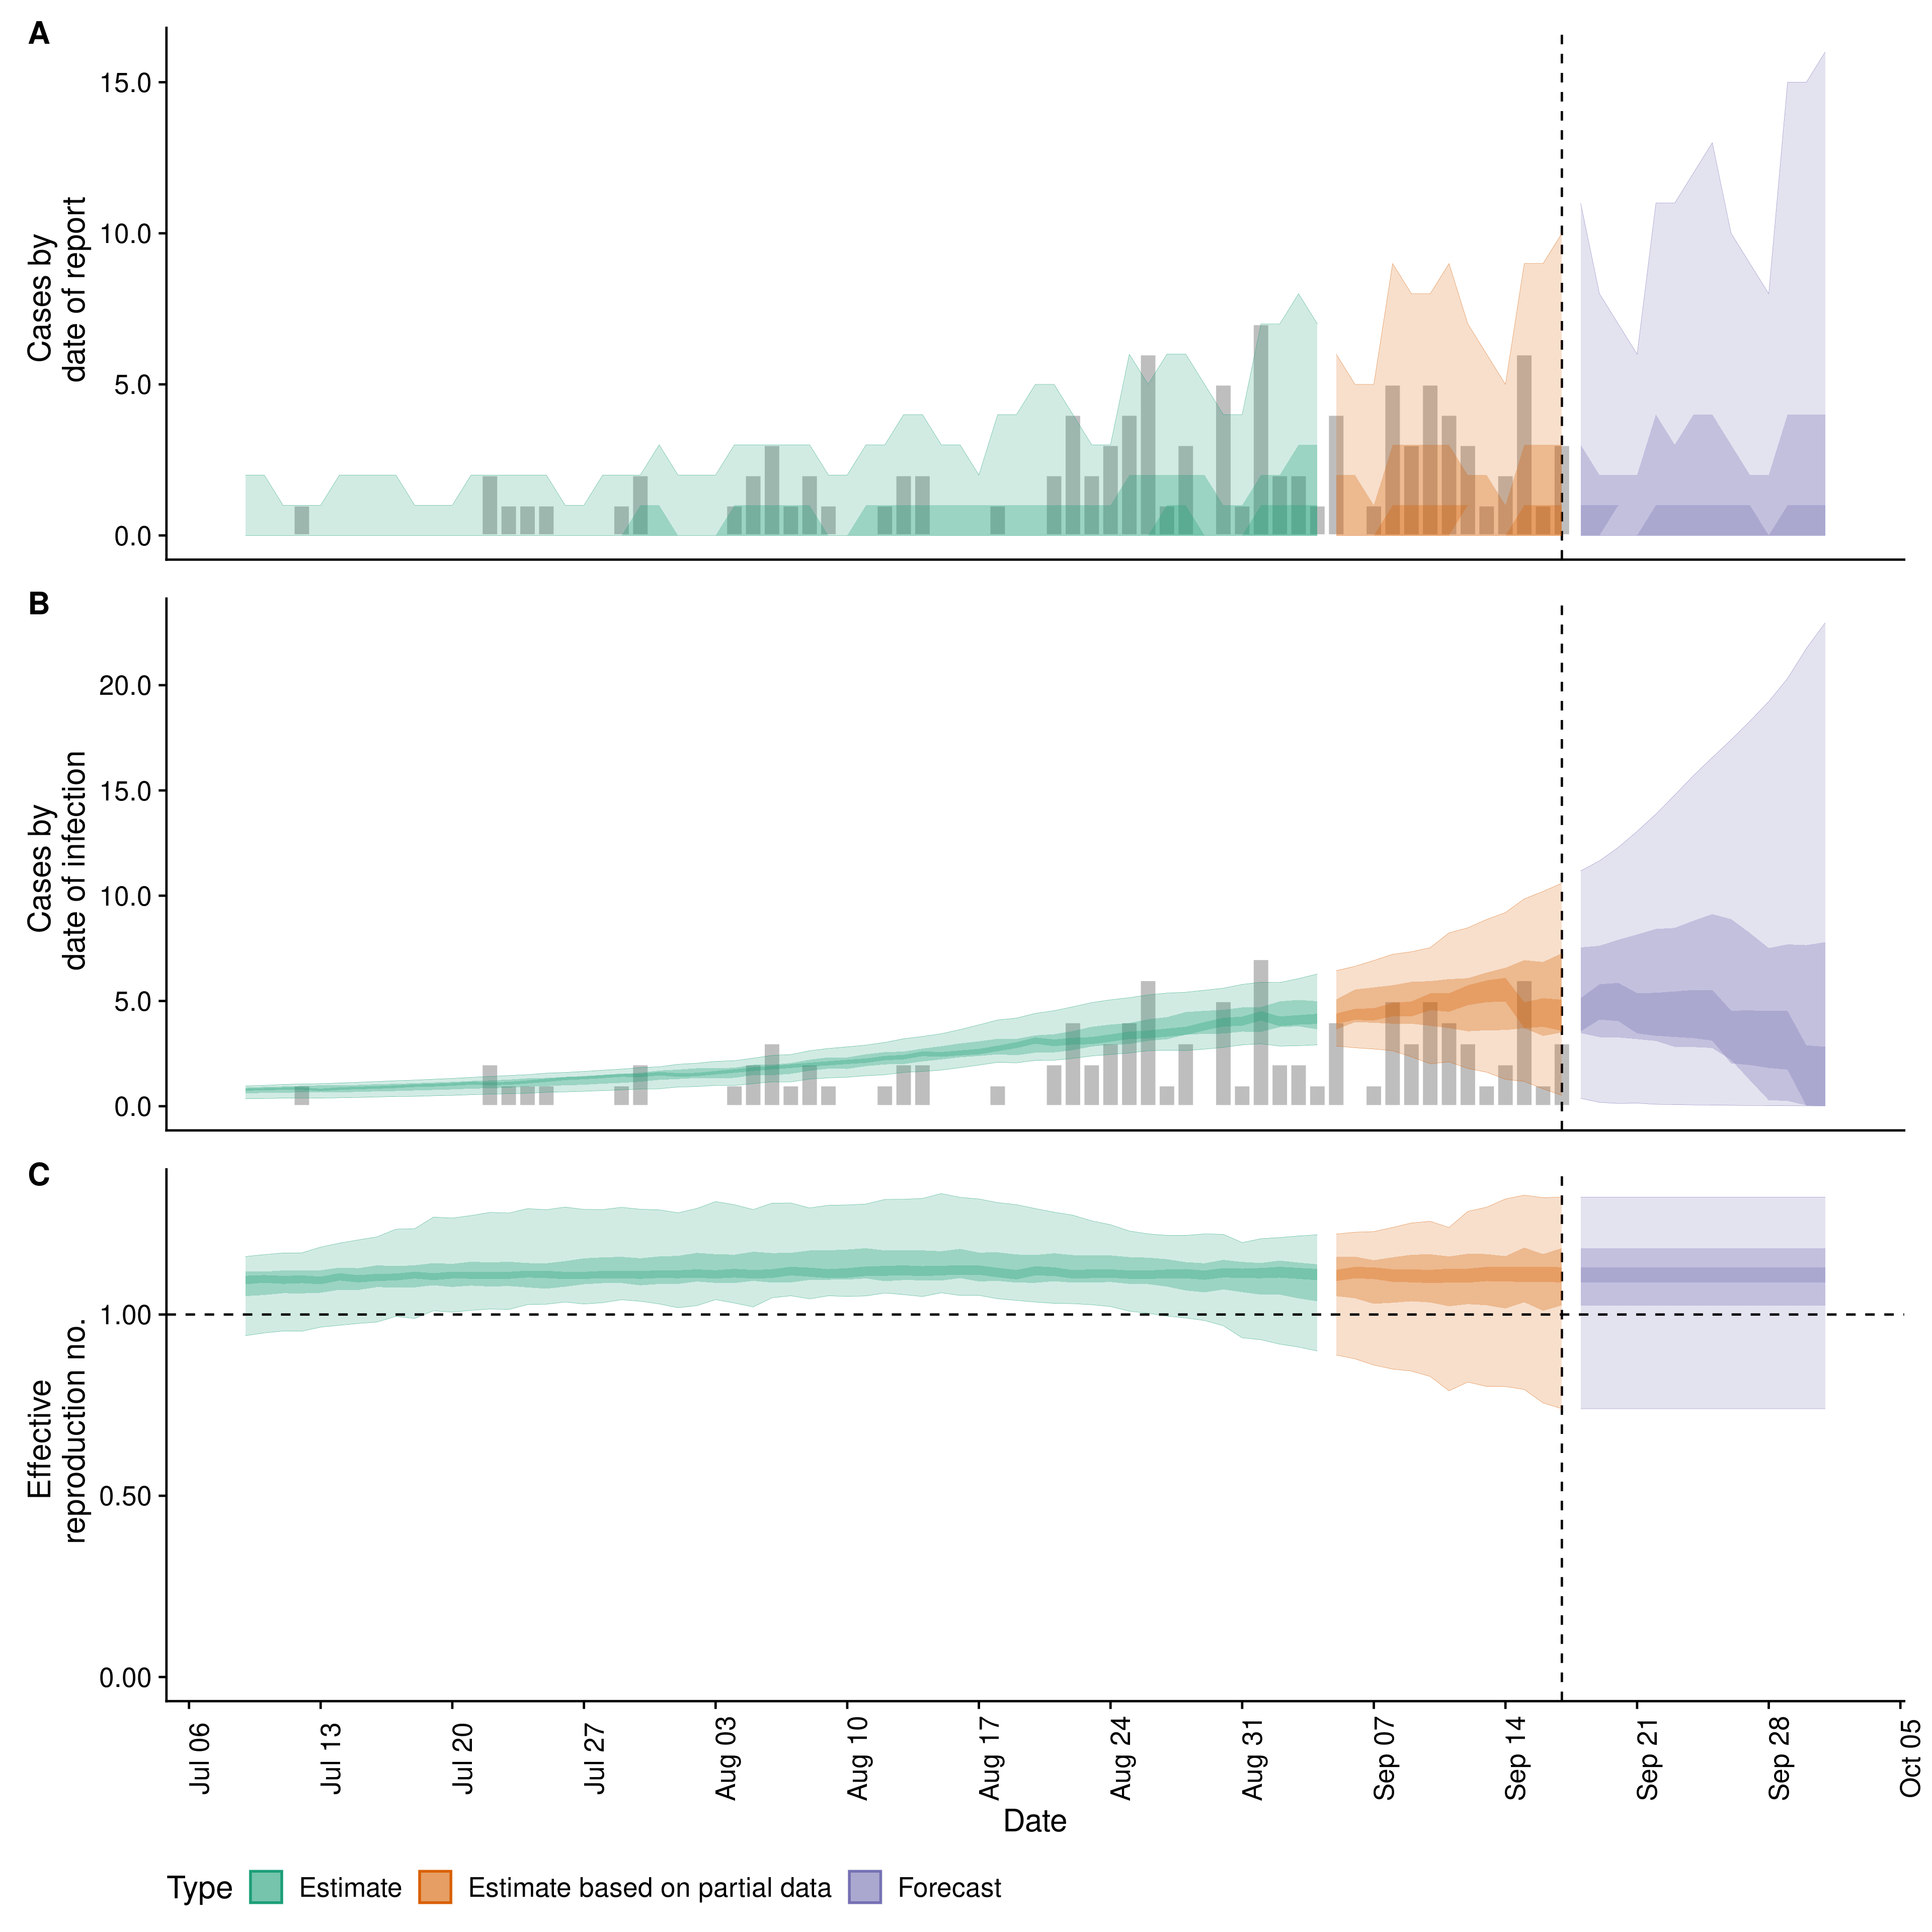 A
Cases by
date of report
15.0
10.0
5.0
0.0
B
Cases by
date of infection
20.0
15.0
10.0
5.0
0.0
C
Effective
reproduction no.
1.00
0.50
0.00
Jul 06
Jul 13
Jul 20
Jul 27
Aug 03
Aug 10
Aug 17
Aug 24
Aug 31
Sep 07
Sep 14
Sep 21
Sep 28
Oct 05
Date
Type
Estimate
Estimate based on partial data
Forecast